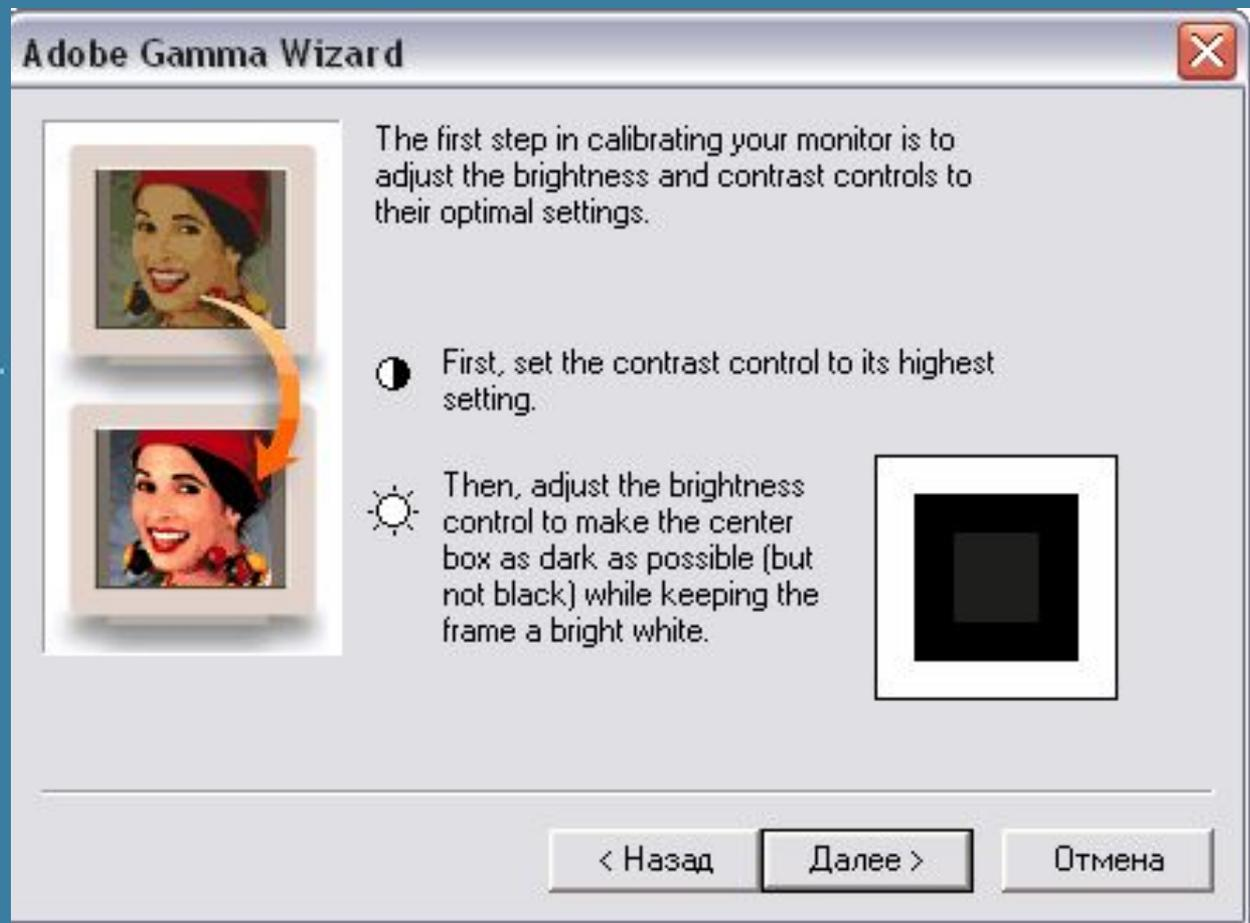 Adobe Gamma Wizard
The first step in calibrating your monitor is to
adjust the brightness and contrast controls to
their optimal settings.
First, set the contrast control to its highest
setting.
Then, adjust the brightness
control to make the center
box as dark as possible (but
not black) while keeping the
frame a bright white.
< Назад
Далее >
Отмена